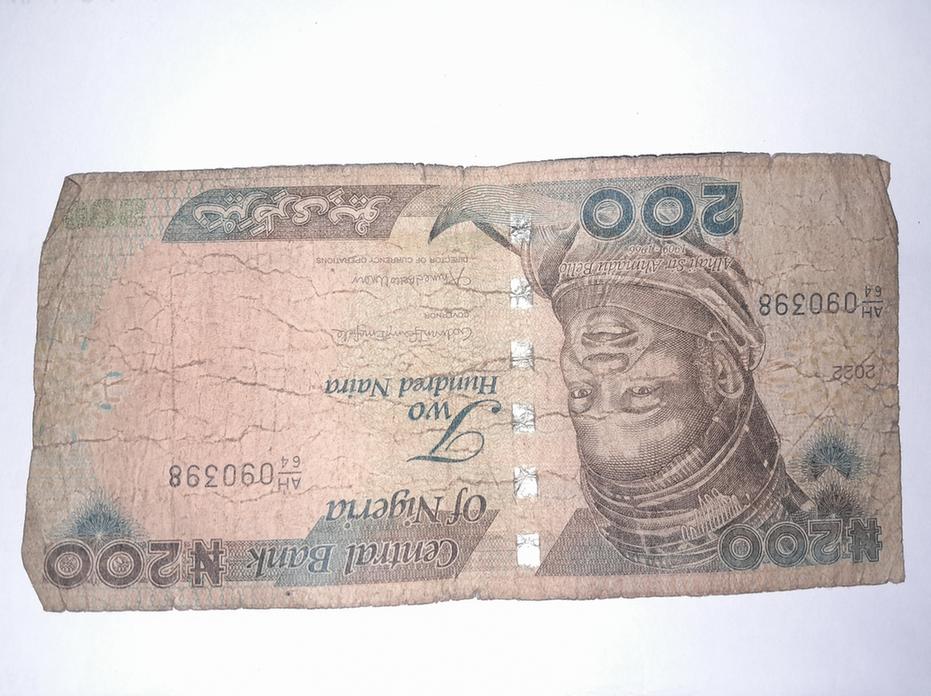 ₦200
Central Bank
₦200
Of Nigeria
AH
64
090398
Two
Hundred Naira
2022
GOVERNOR
AH
64
090398
DIRECTOR OF CURRENCY OPERATIONS
Alhaji Sir Ahmadu Bello
1909 - 1966
200